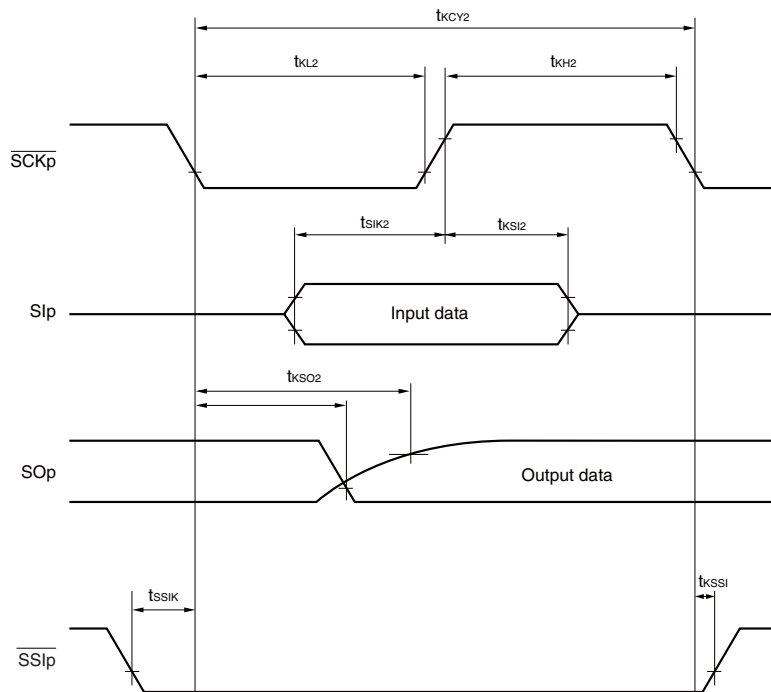 tKCY2
tKL2
tKH2
SCKp
tSIK2
tKSI2
SIp
Input data
tKSO2
SOp
Output data
tSSIK
tKSSI
SSIp